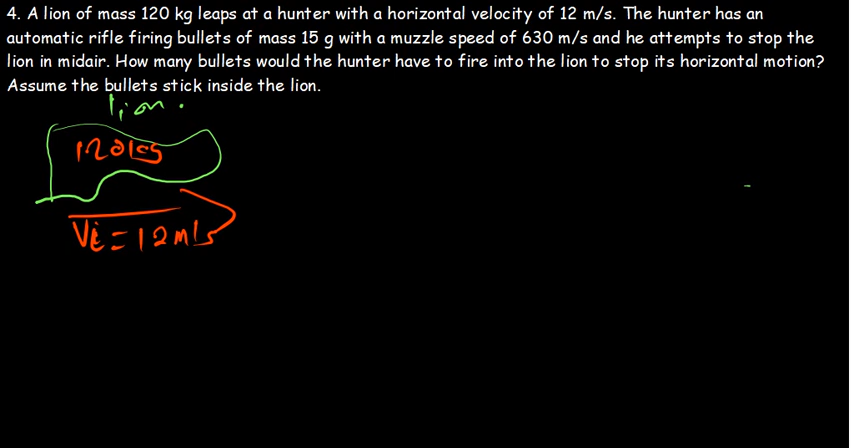 4. A lion of mass 120 kg leaps at a hunter with a horizontal velocity of 12 m/s. The hunter has an
automatic rifle firing bullets of mass 15 g with a muzzle speed of 630 m/s and he attempts to stop the
lion in midair. How many bullets would the hunter have to fire into the lion to stop its horizontal motion?
Assume the bullets stick inside the lion.
lion.
120kg
Vi = 12m/s